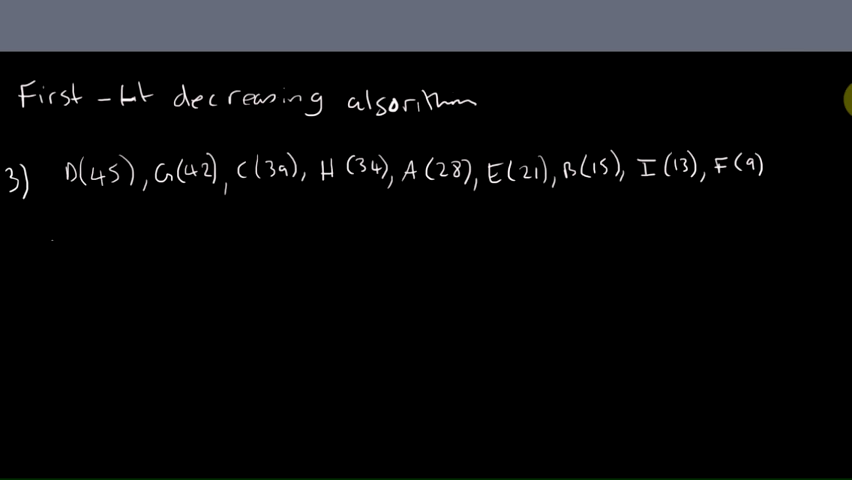 First-fit decreasing algorithm
3) D(45), G(42), C(39), H(34), A(28), E(21), B(15), I(13), F(9)